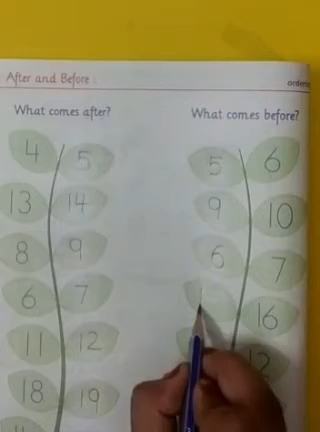 After and Before :
What comes after? What comes before?
4 5 5 6
13 14 9 10
8 9 6 7
6 7 16
11 12 12
18 19